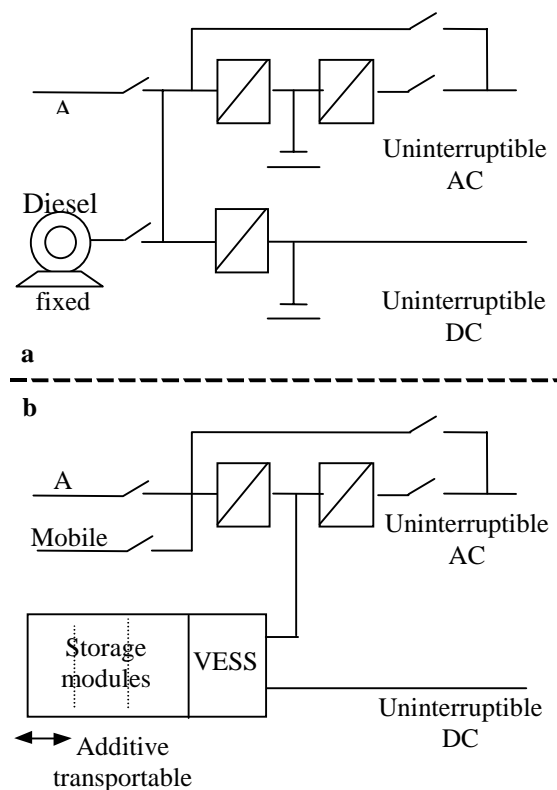 A
Uninterruptible
AC
Diesel
fixed
Uninterruptible
DC
a
b
A
Mobile
Uninterruptible
AC
Storage
modules
VESS
Uninterruptible
DC
Additive
transportable